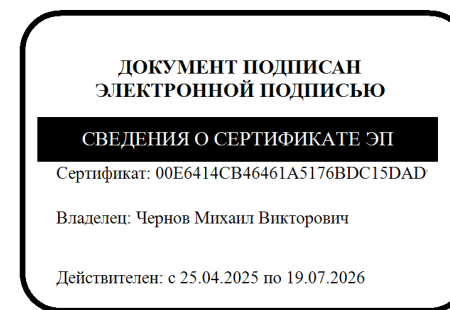 ДОКУМЕНТ ПОДПИСАН
ЭЛЕКТРОННОЙ ПОДПИСЬЮ
СВЕДЕНИЯ О СЕРТИФИКАТЕ ЭП
Сертификат: 00E6414CB46461A5176BDC15DAD
Владелец: Чернов Михаил Викторович
Действителен: с 25.04.2025 по 19.07.2026